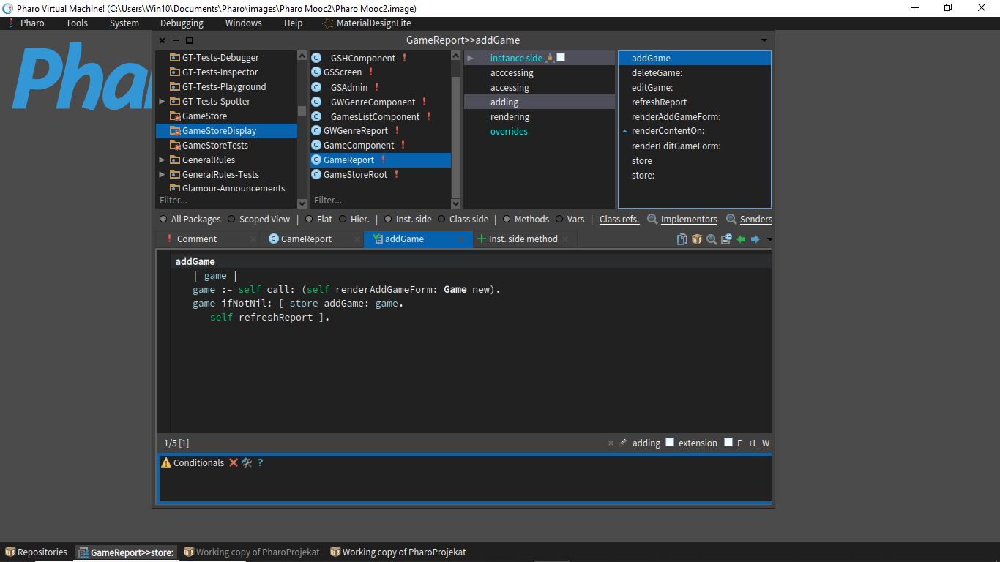 Pharo Virtual Machine! (C:\Users\Win10\Documents\Pharo\images\Pharo Mooc2\Pharo Mooc2.image)
Pharo Tools System Debugging Windows Help MaterialDesignLite
GameReport>>addGame
GT-Tests-Debugger
GT-Tests-Inspector
GT-Tests-Playground
GT-Tests-Spotter
GameStore
GameStoreDisplay
GameStoreTests
GeneralRules
GeneralRules-Tests
Glamour-Announcements
Filter...
GSHComponent
GSScreen
GSAdmin
GWGenreComponent
GamesListComponent
GWGenreReport
GameComponent
GameReport
GameStoreRoot
Filter...
instance side
acccessing
accessing
adding
rendering
overrides
addGame
deleteGame:
editGame:
refreshReport
renderAddGameForm:
renderContentOn:
renderEditGameForm:
store
store:
All Packages Scoped View | Flat Hier. | Inst. side Class side | Methods Vars Class refs. Implementors Senders
Comment GameReport addGame Inst. side method
addGame
| game |
game := self call: (self renderAddGameForm: Game new).
game ifNotNil: [ store addGame: game.
self refreshReport ].
1/5 [1] adding extension F +L W
Conditionals ?
Repositories GameReport>>store: Working copy of PharoProjekat Working copy of PharoProjekat